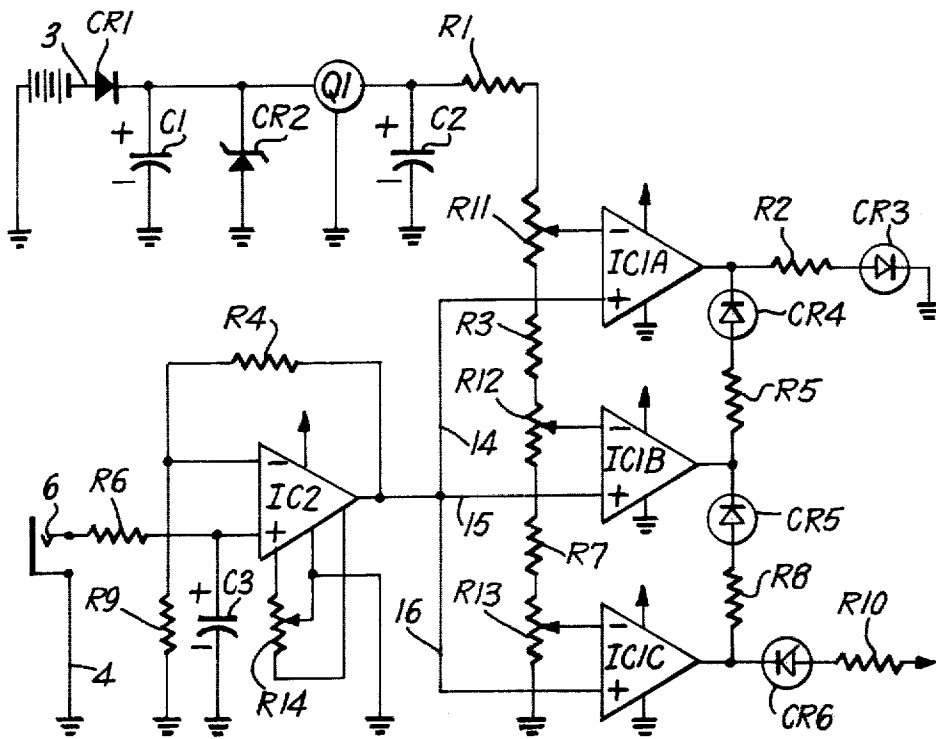 3
CR1
R1
+
C1
CR2
Q1
+
C2
−
−
R11
−
IC1A
+
R2
CR3
R4
R3
CR4
R12
R5
14
−
IC1B
+
6
R6
−
IC2
+
15
CR5
R7
R9
+
C3
−
R14
16
R13
R8
R10
−
IC1C
+
4
CR6